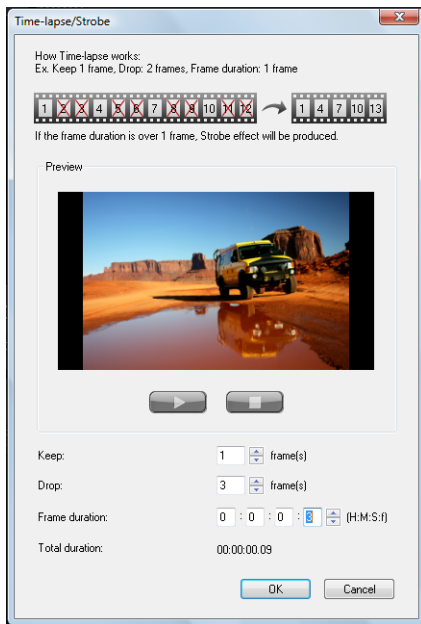 Time-lapse/Strobe
How Time-lapse works:
Ex. Keep 1 frame, Drop: 2 frames, Frame duration: 1 frame
1 2 3 4 5 6 7 8 9 10 11 12 1 4 7 10 13
If the frame duration is over 1 frame, Strobe effect will be produced.
Preview
Keep: 1 frame(s)
Drop: 3 frame(s)
Frame duration: 0 : 0 : 0 : 3 (H:M:S:f)
Total duration: 00:00:00.09
OK Cancel